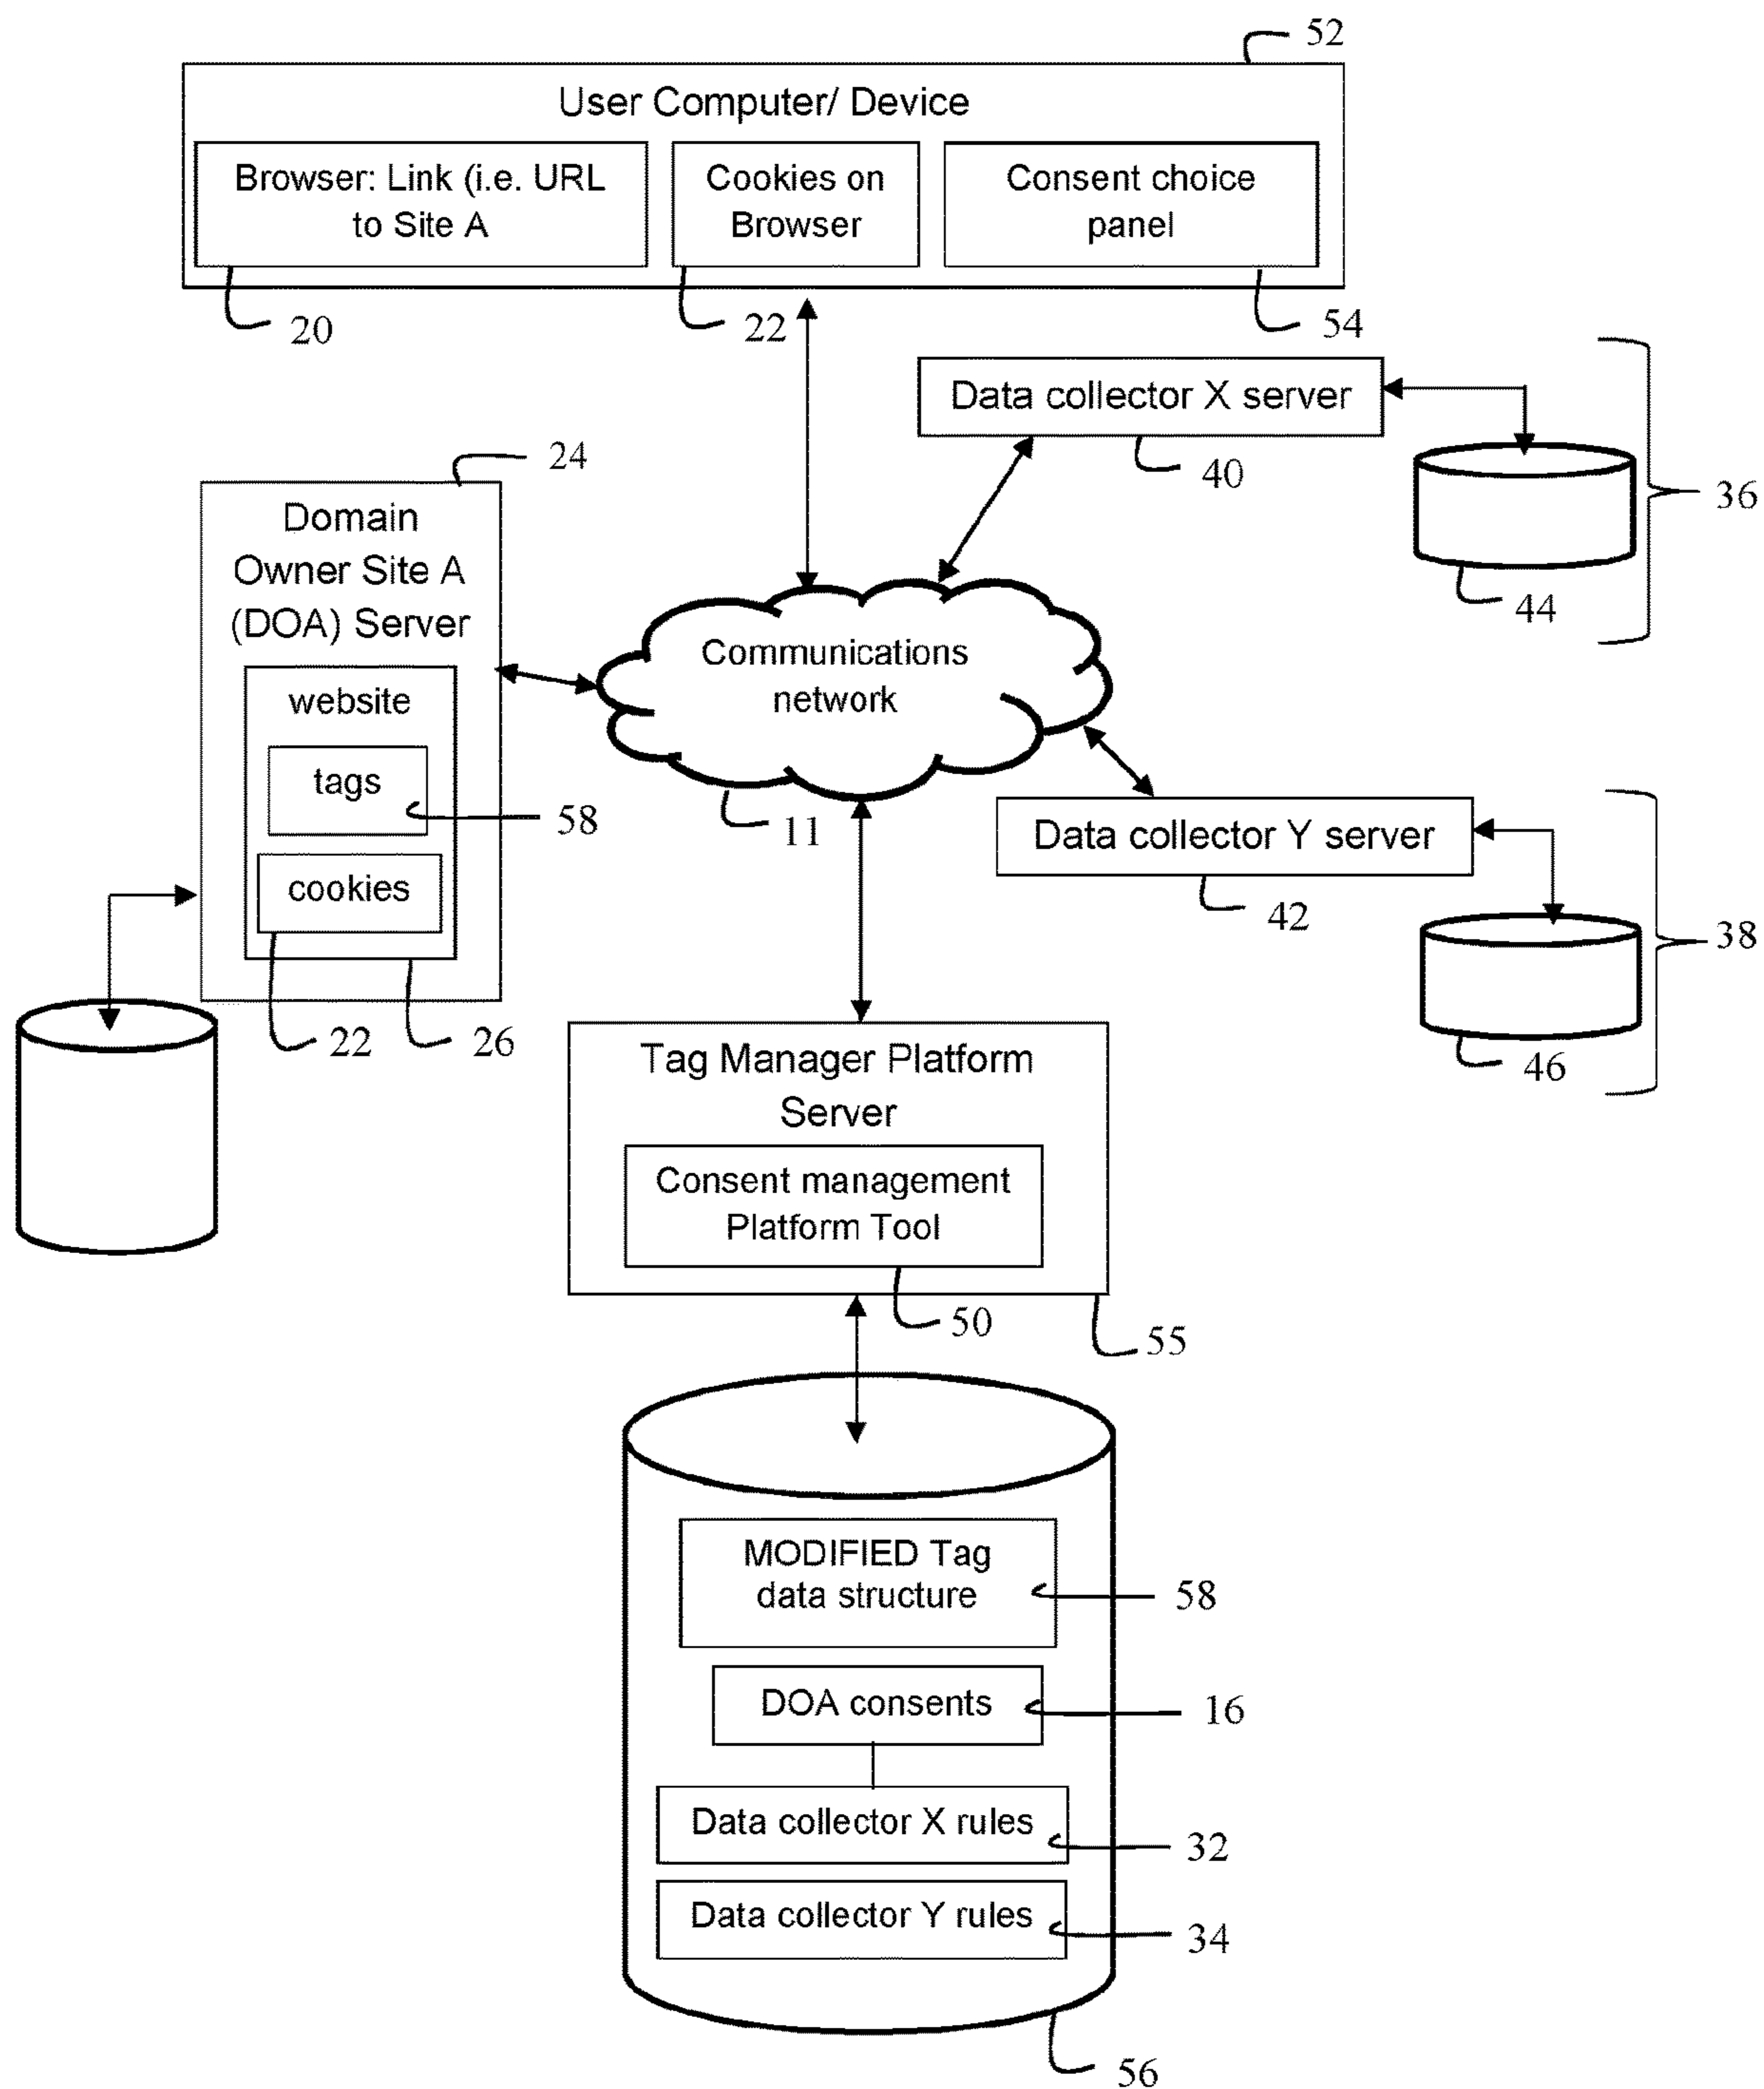 52
User Computer/ Device
Browser: Link (i.e. URL
to Site A
Cookies on
Browser
Consent choice
panel
20
22
54
Data collector X server
40
44
36
24
Domain
Owner Site A
(DOA) Server
website
tags
58
cookies
22
26
Communications
network
11
Data collector Y server
42
46
38
Tag Manager Platform
Server
Consent management
Platform Tool
50
55
MODIFIED Tag
data structure
58
DOA consents
16
Data collector X rules
32
Data collector Y rules
34
56